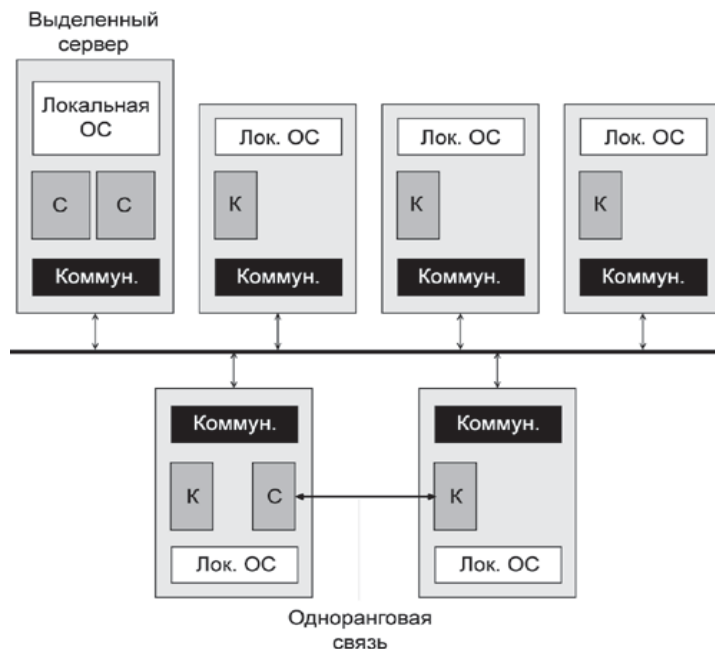 Выделенный
сервер
Локальная
ОС
С С
Коммун.
Лок. ОС
К
Коммун.
Лок. ОС
К
Коммун.
Лок. ОС
К
Коммун.
Коммун.
К С
Лок. ОС
Коммун.
К
Лок. ОС
Одноранговая
связь